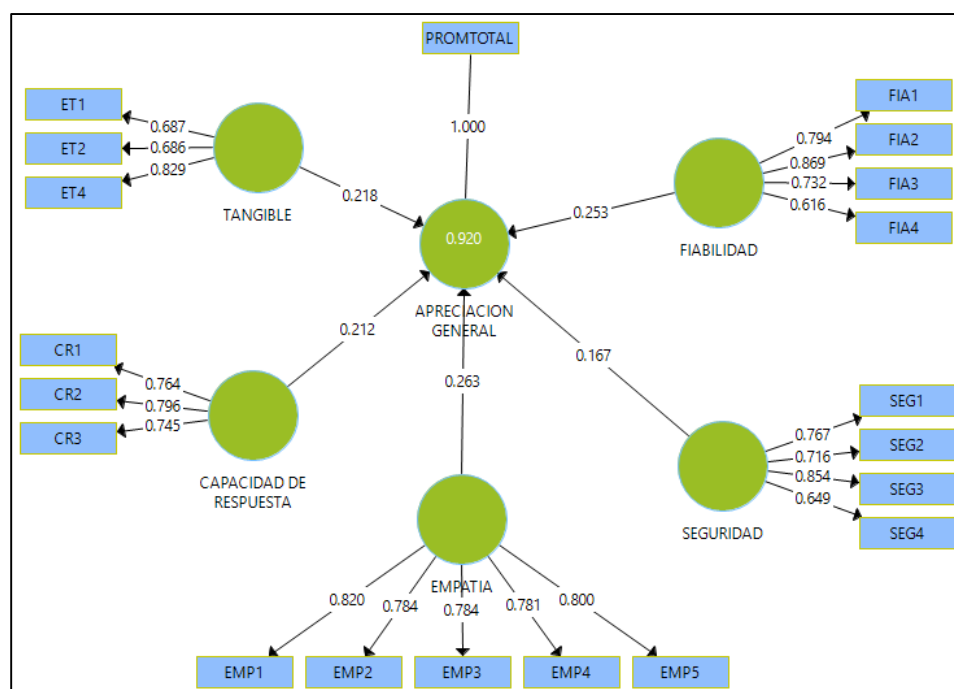 PROMTOTAL
1.000
ET1
ET2
ET4
0.687
0.686
0.829
TANGIBLE
0.218
FIA1
FIA2
FIA3
FIA4
0.794
0.869
0.732
0.616
FIABILIDAD
0.253
0.920
APRECIACION
GENERAL
CR1
CR2
CR3
0.764
0.796
0.745
CAPACIDAD DE
RESPUESTA
0.212
0.263
0.167
SEG1
SEG2
SEG3
SEG4
0.767
0.716
0.854
0.649
SEGURIDAD
EMPATIA
0.820
0.784
0.784
0.781
0.800
EMP1
EMP2
EMP3
EMP4
EMP5